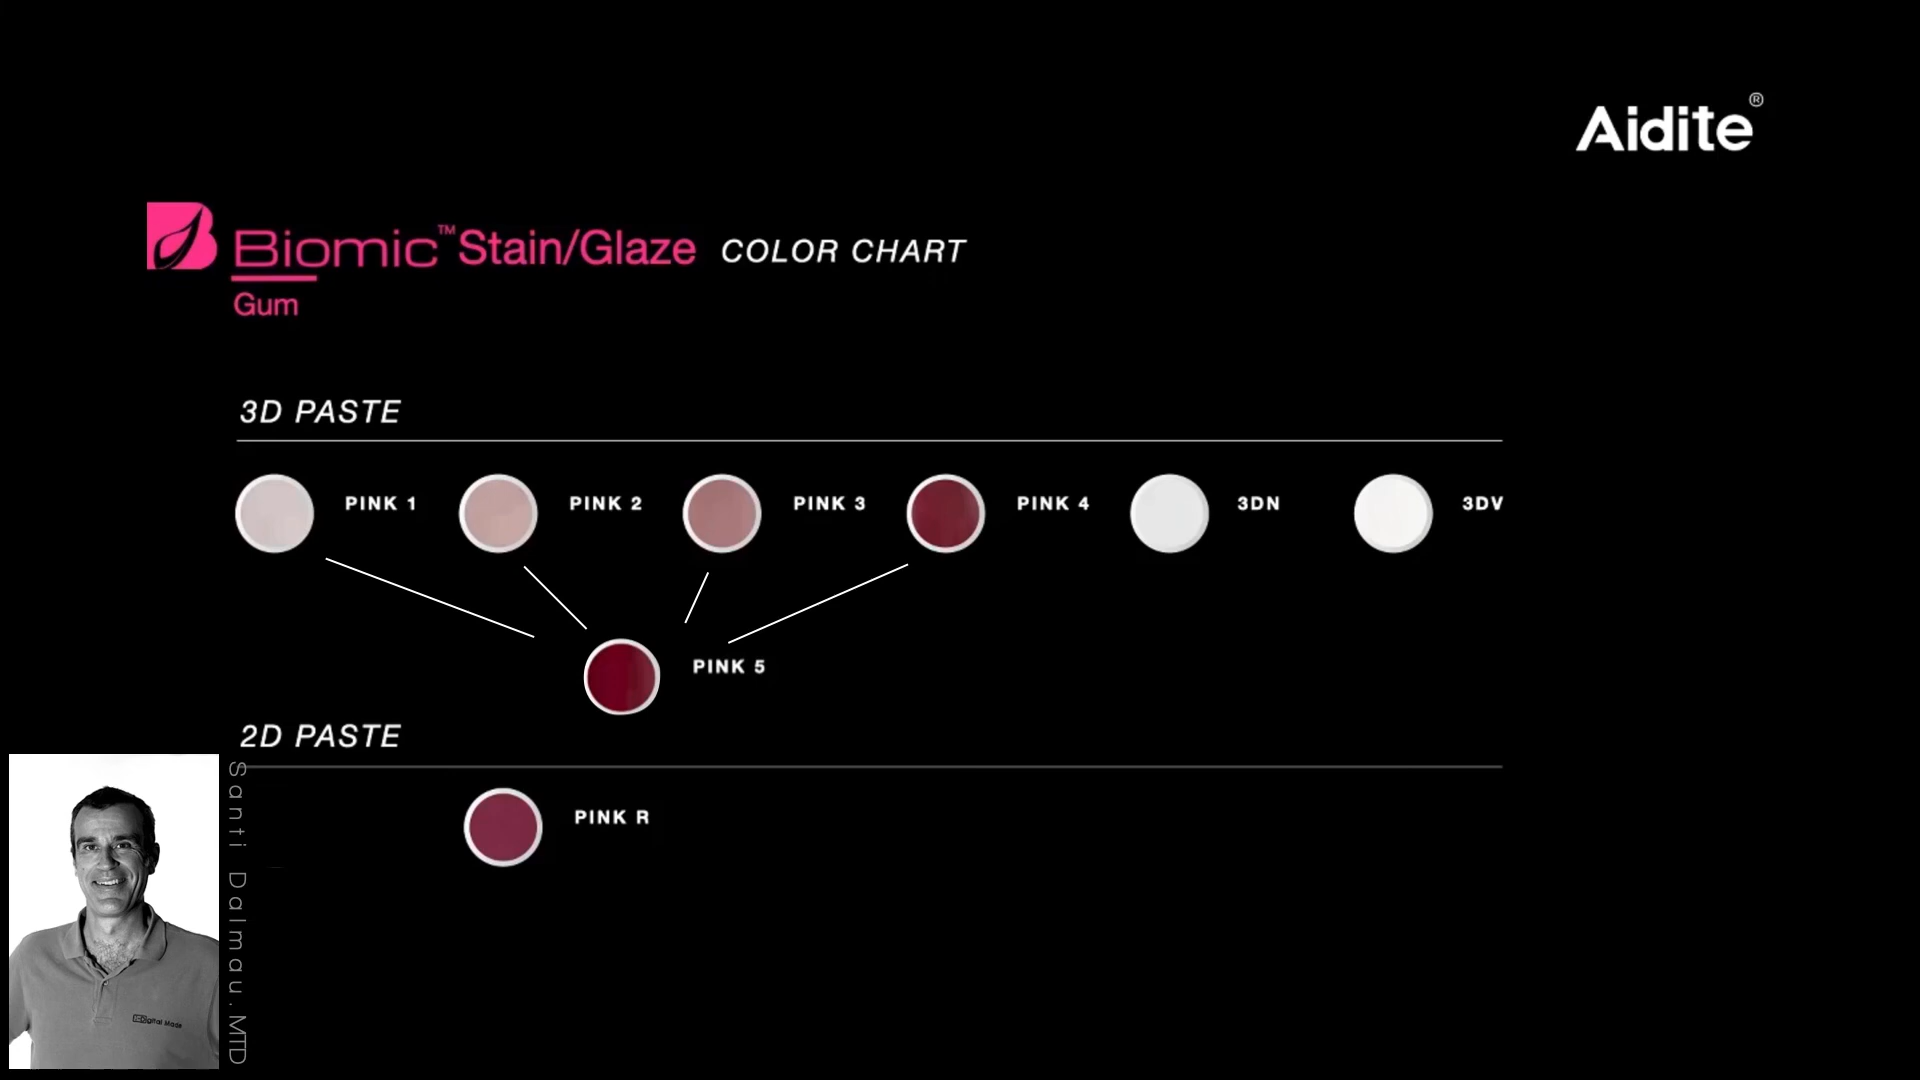 Aidite®
Biomic™ Stain/Glaze COLOR CHART
Gum
3D PASTE
PINK 1 PINK 2 PINK 3 PINK 4 3DN 3DV
PINK 5
2D PASTE
PINK R
Santi Dalmau.MTD